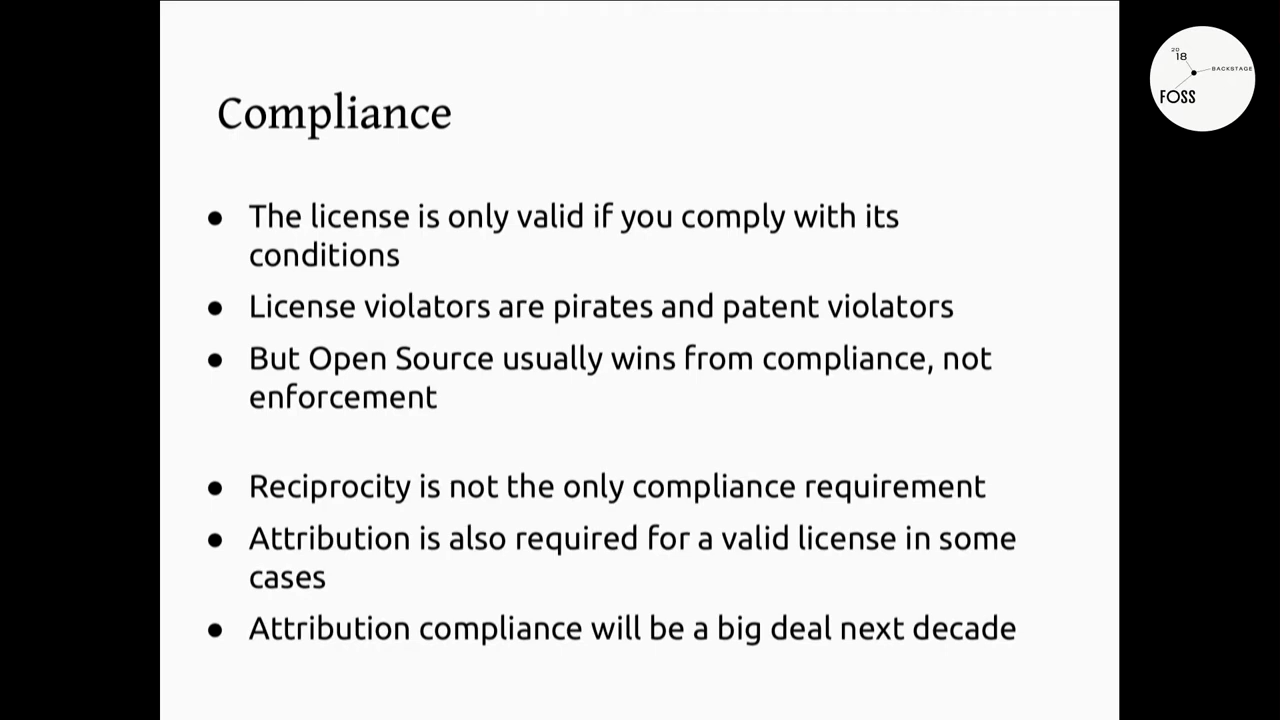 Compliance
● The license is only valid if you comply with its
conditions
● License violators are pirates and patent violators
● But Open Source usually wins from compliance, not
enforcement
● Reciprocity is not the only compliance requirement
● Attribution is also required for a valid license in some
cases
● Attribution compliance will be a big deal next decade
20
18
BACKSTAGE
FOSS